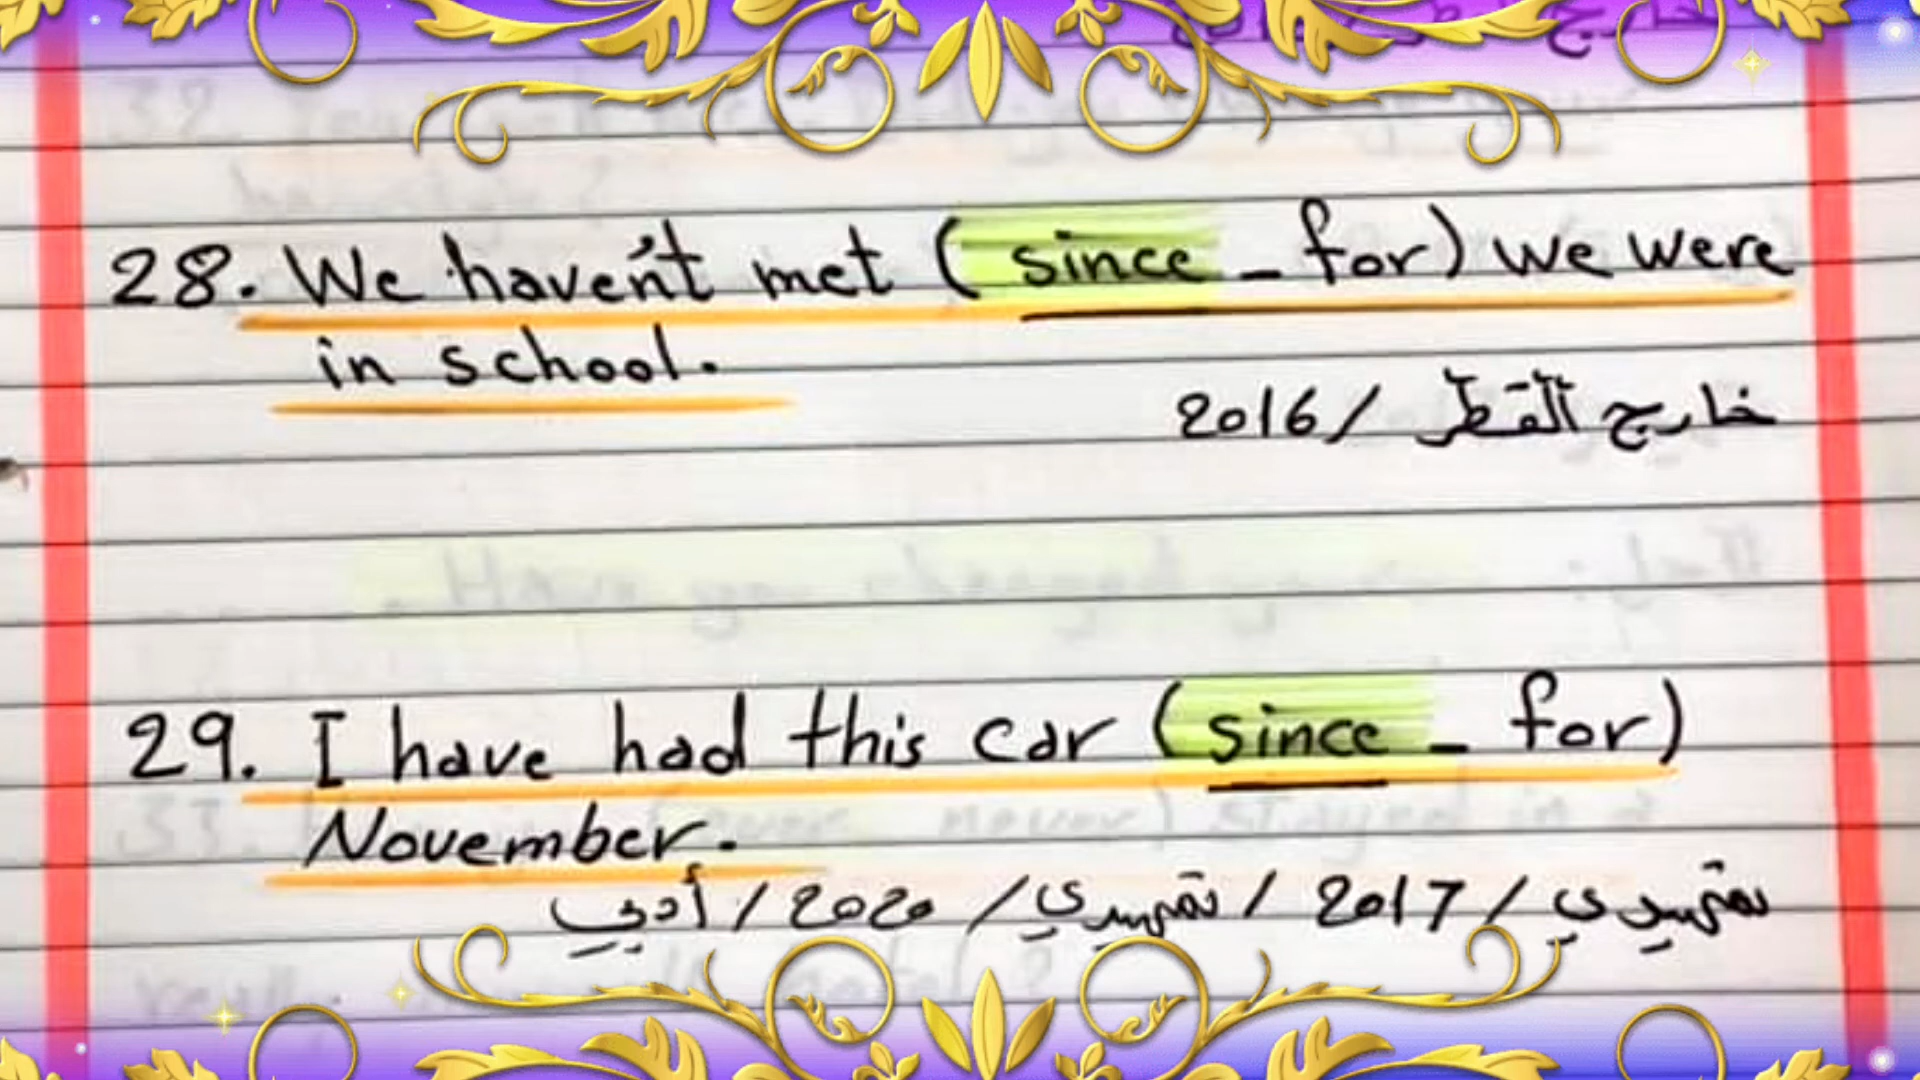 خارج
28. We haven't met ( since - for) we were
in school.
خارج القطر / 2016
29. I have had this car (since - for)
November.
تمهيدي / 2017 / تمهيدي / 2020 / أدبي